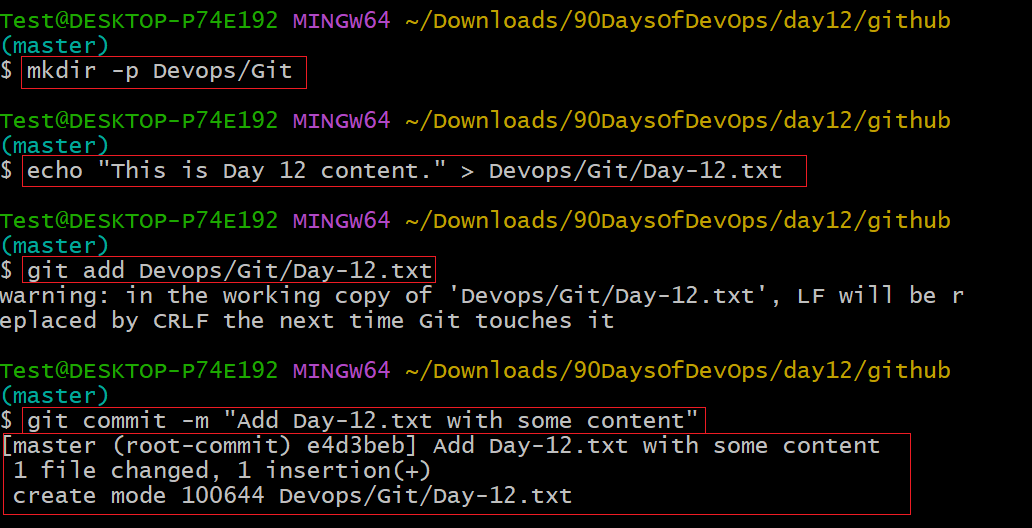 Test@DESKTOP-P74E192 MINGW64 ~/Downloads/90DaysOfDevOps/day12/github
(master)
$ mkdir -p Devops/Git
Test@DESKTOP-P74E192 MINGW64 ~/Downloads/90DaysOfDevOps/day12/github
(master)
$ echo "This is Day 12 content." > Devops/Git/Day-12.txt
Test@DESKTOP-P74E192 MINGW64 ~/Downloads/90DaysOfDevOps/day12/github
(master)
$ git add Devops/Git/Day-12.txt
warning: in the working copy of 'Devops/Git/Day-12.txt', LF will be r
eplaced by CRLF the next time Git touches it
Test@DESKTOP-P74E192 MINGW64 ~/Downloads/90DaysOfDevOps/day12/github
(master)
$ git commit -m "Add Day-12.txt with some content"
[master (root-commit) e4d3beb] Add Day-12.txt with some content
 1 file changed, 1 insertion(+)
 create mode 100644 Devops/Git/Day-12.txt